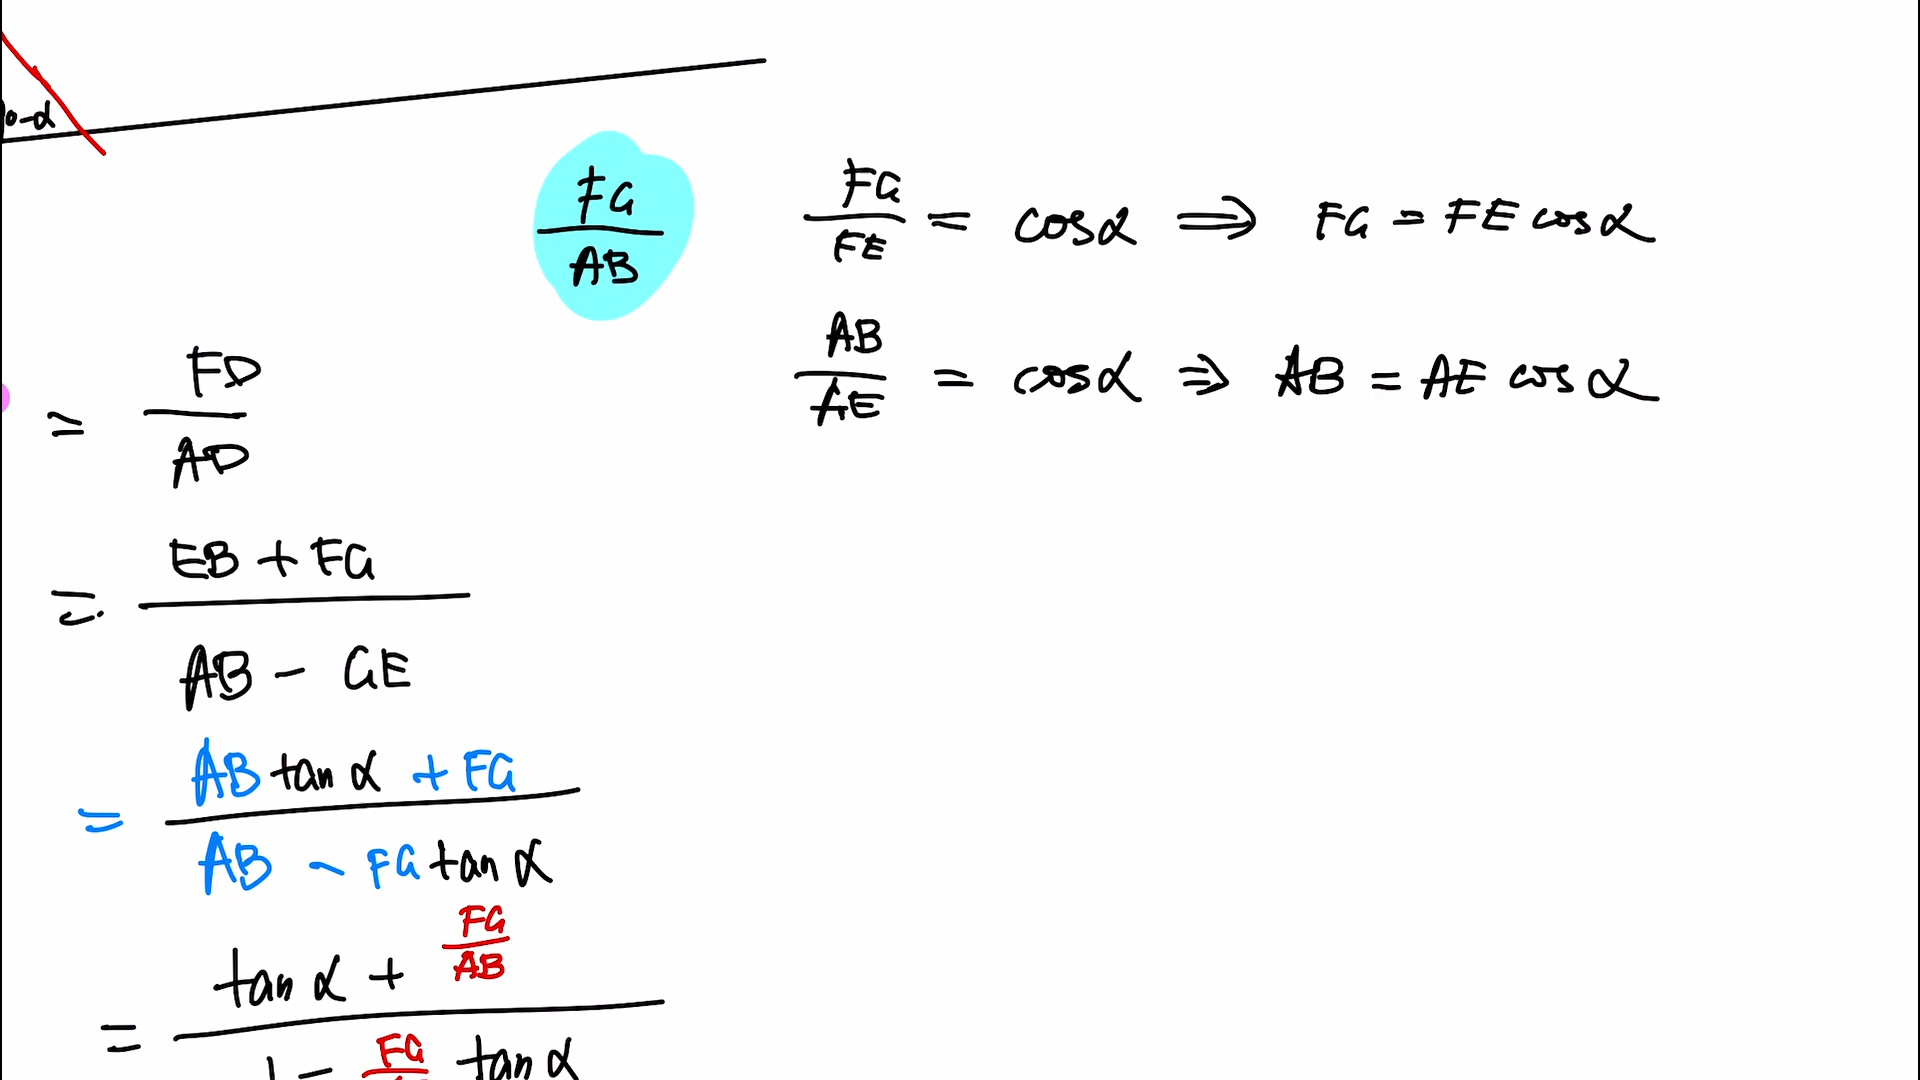 0-α
FG/AB
FG/FE = cosα ⇒ FG = FE cosα
AB/AE = cosα ⇒ AB = AE cosα
= FD/AD
= EB + FG / AB - GE
= AB tan α + FG / AB - FG tan α
= tan α + FG/AB / 1 - FG tan α